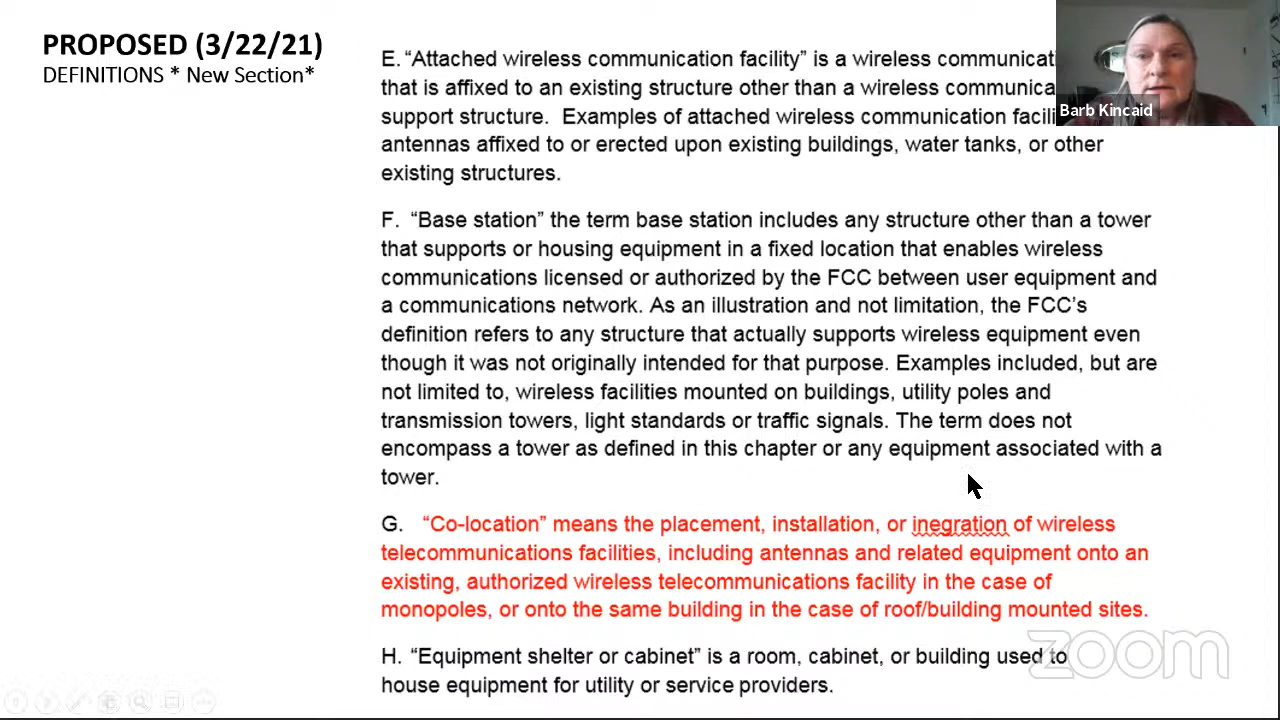 PROPOSED (3/22/21)
DEFINITIONS * New Section*
E. “Attached wireless communication facility” is a wireless
that is affixed to an existing structure other than a wireless
support structure. Examples of attached wireless communication
antennas affixed to or erected upon existing buildings, water tanks, or other
existing structures.
F. “Base station” the term base station includes any structure other than a tower
that supports or housing equipment in a fixed location that enables wireless
communications licensed or authorized by the FCC between user equipment and
a communications network. As an illustration and not limitation, the FCC’s
definition refers to any structure that actually supports wireless equipment even
though it was not originally intended for that purpose. Examples included, but are
not limited to, wireless facilities mounted on buildings, utility poles and
transmission towers, light standards or traffic signals. The term does not
encompass a tower as defined in this chapter or any equipment associated with a
tower.
G. “Co-location” means the placement, installation, or inegration of wireless
telecommunications facilities, including antennas and related equipment onto an
existing, authorized wireless telecommunications facility in the case of
monopoles, or onto the same building in the case of roof/building mounted sites.
H. “Equipment shelter or cabinet” is a room, cabinet, or building used to
house equipment for utility or service providers.
Barb Kincaid
zoom